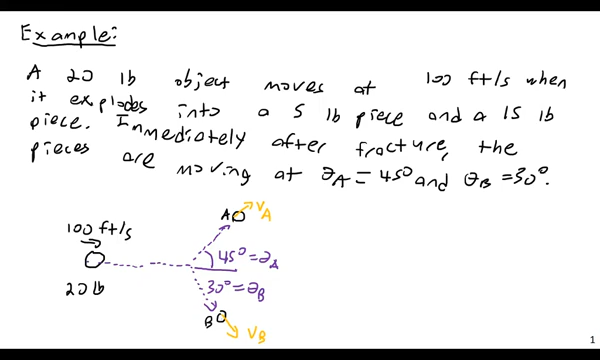 Example:
A 20 lb object moves at 100 ft/s when
it explodes into a 5 lb piece and a 15 lb
piece. Immediately after fracture, the
pieces are moving at θA = 45° and θB = 30°.
A VA
100 ft/s
45° = θA
20 lb
30° = θB
B VB
1